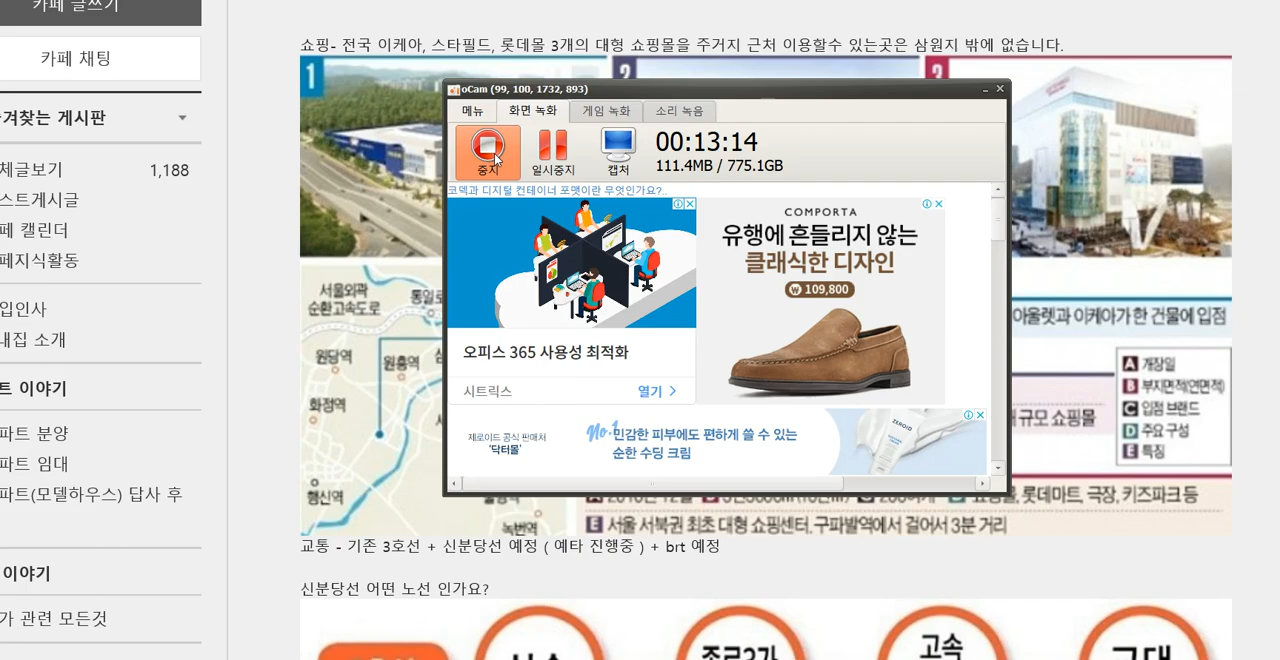 카페 글쓰기
카페 채팅
겨찾는 게시판
체글보기 1,188
스트게시글
페 캘린더
페지식활동
입인사
내집 소개
트 이야기
파트 분양
파트 임대
파트(모델하우스) 답사 후
이야기
가 관련 모든것
쇼핑- 전국 이케아, 스타필드, 롯데몰 3개의 대형 쇼핑몰을 주거지 근처 이용할수 있는곳은 삼원지 밖에 없습니다.
1
2
3
oCam (99, 100, 1732, 893)
메뉴 화면 녹화 게임 녹화 소리 녹음
중지 일시중지 캡처
00:13:14
111.4MB / 775.1GB
코덱과 디지털 컨테이너 포맷이란 무엇인가요?..
오피스 365 사용성 최적화
시트릭스 열기
COMPORTA
유행에 흔들리지 않는
클래식한 디자인
₩ 109,800
제로이드 공식 판매처
'닥터몰'
No.1
민감한 피부에도 편하게 쓸 수 있는
순한 수딩 크림
ZEROID
서울외곽
순환고속도로
통일로
원당역
원흥역
화정역
행신역
녹번역
아울렛과 이케아가 한 건물에 입점
A 개장일
B 부지면적(연면적)
C 입점 브랜드
D 주요 구성
E 특징
규모 쇼핑몰
롯데마트, 극장, 키즈파크 등
E 서울 서북권 최초 대형 쇼핑센터, 구파발역에서 걸어서 3분 거리
교통 - 기존 3호선 + 신분당선 예정 ( 예타 진행중 ) + brt 예정
신분당선 어떤 노선 인가요?
종로2가
고속